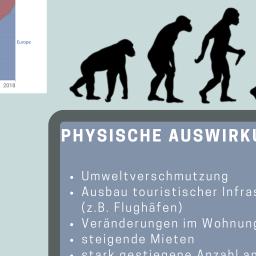 Europe
2018
PHYSISCHE AUSWIRKU
• Umweltverschmutzung
• Ausbau touristischer Infras
(z.B. Flughäfen)
• Veränderungen im Wohnung
• steigende Mieten
• stark gestiegene Anzahl an